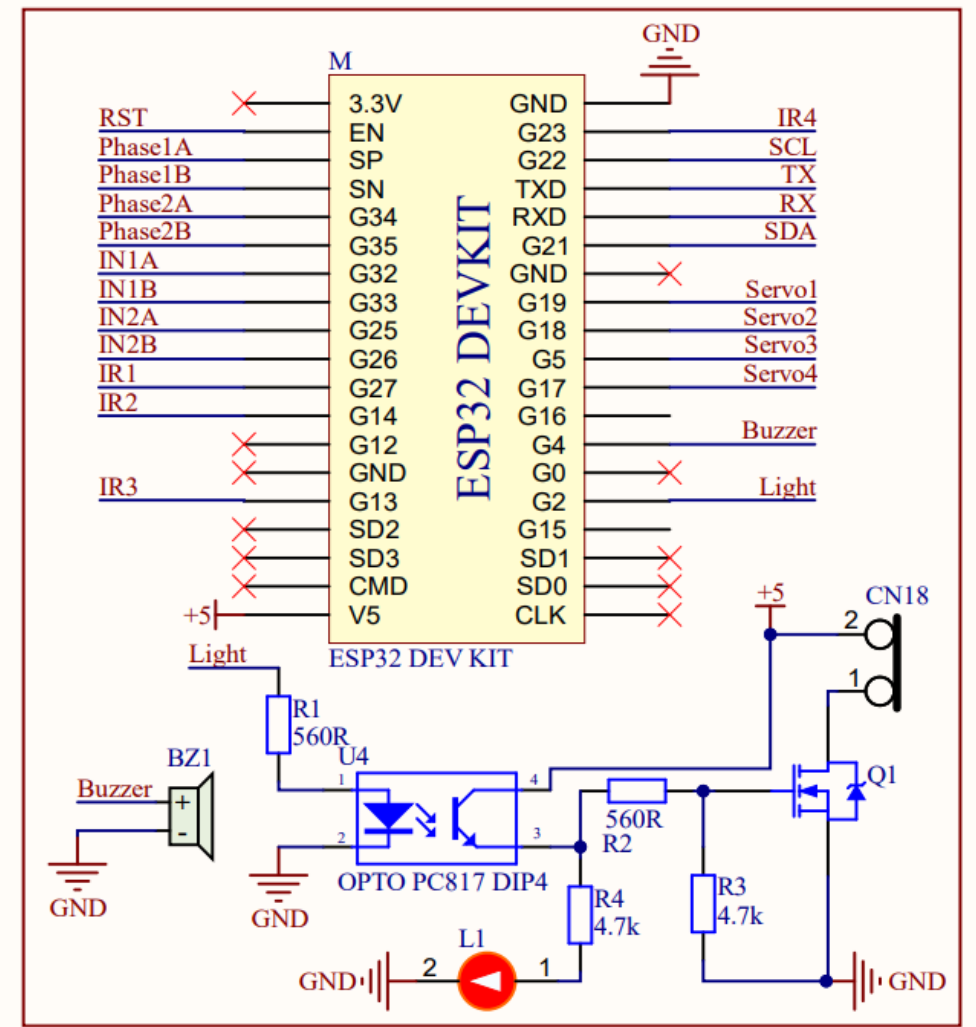 GND
M
3.3V GND
RST EN G23 IR4
Phase1A SP G22 SCL
Phase1B SN TXD TX
Phase2A G34 RXD RX
Phase2B G35 G21 SDA
IN1A G32 GND
IN1B G33 G19 Servo1
IN2A G25 G18 Servo2
IN2B G26 G5 Servo3
IR1 G27 G17 Servo4
IR2 G14 G16
G12 G4 Buzzer
GND G0
IR3 G13 G2 Light
SD2 G15
SD3 SD1
CMD SD0
+5 V5 CLK
ESP32 DEVKIT
ESP32 DEV KIT
+5 CN18
2
1
Light
R1
560R
U4
BZ1
Buzzer
+
-
GND
1 4
2 3
OPTO PC817 DIP4
GND
560R
R2
Q1
R4
4.7k
R3
4.7k
L1
GND 2 1
GND